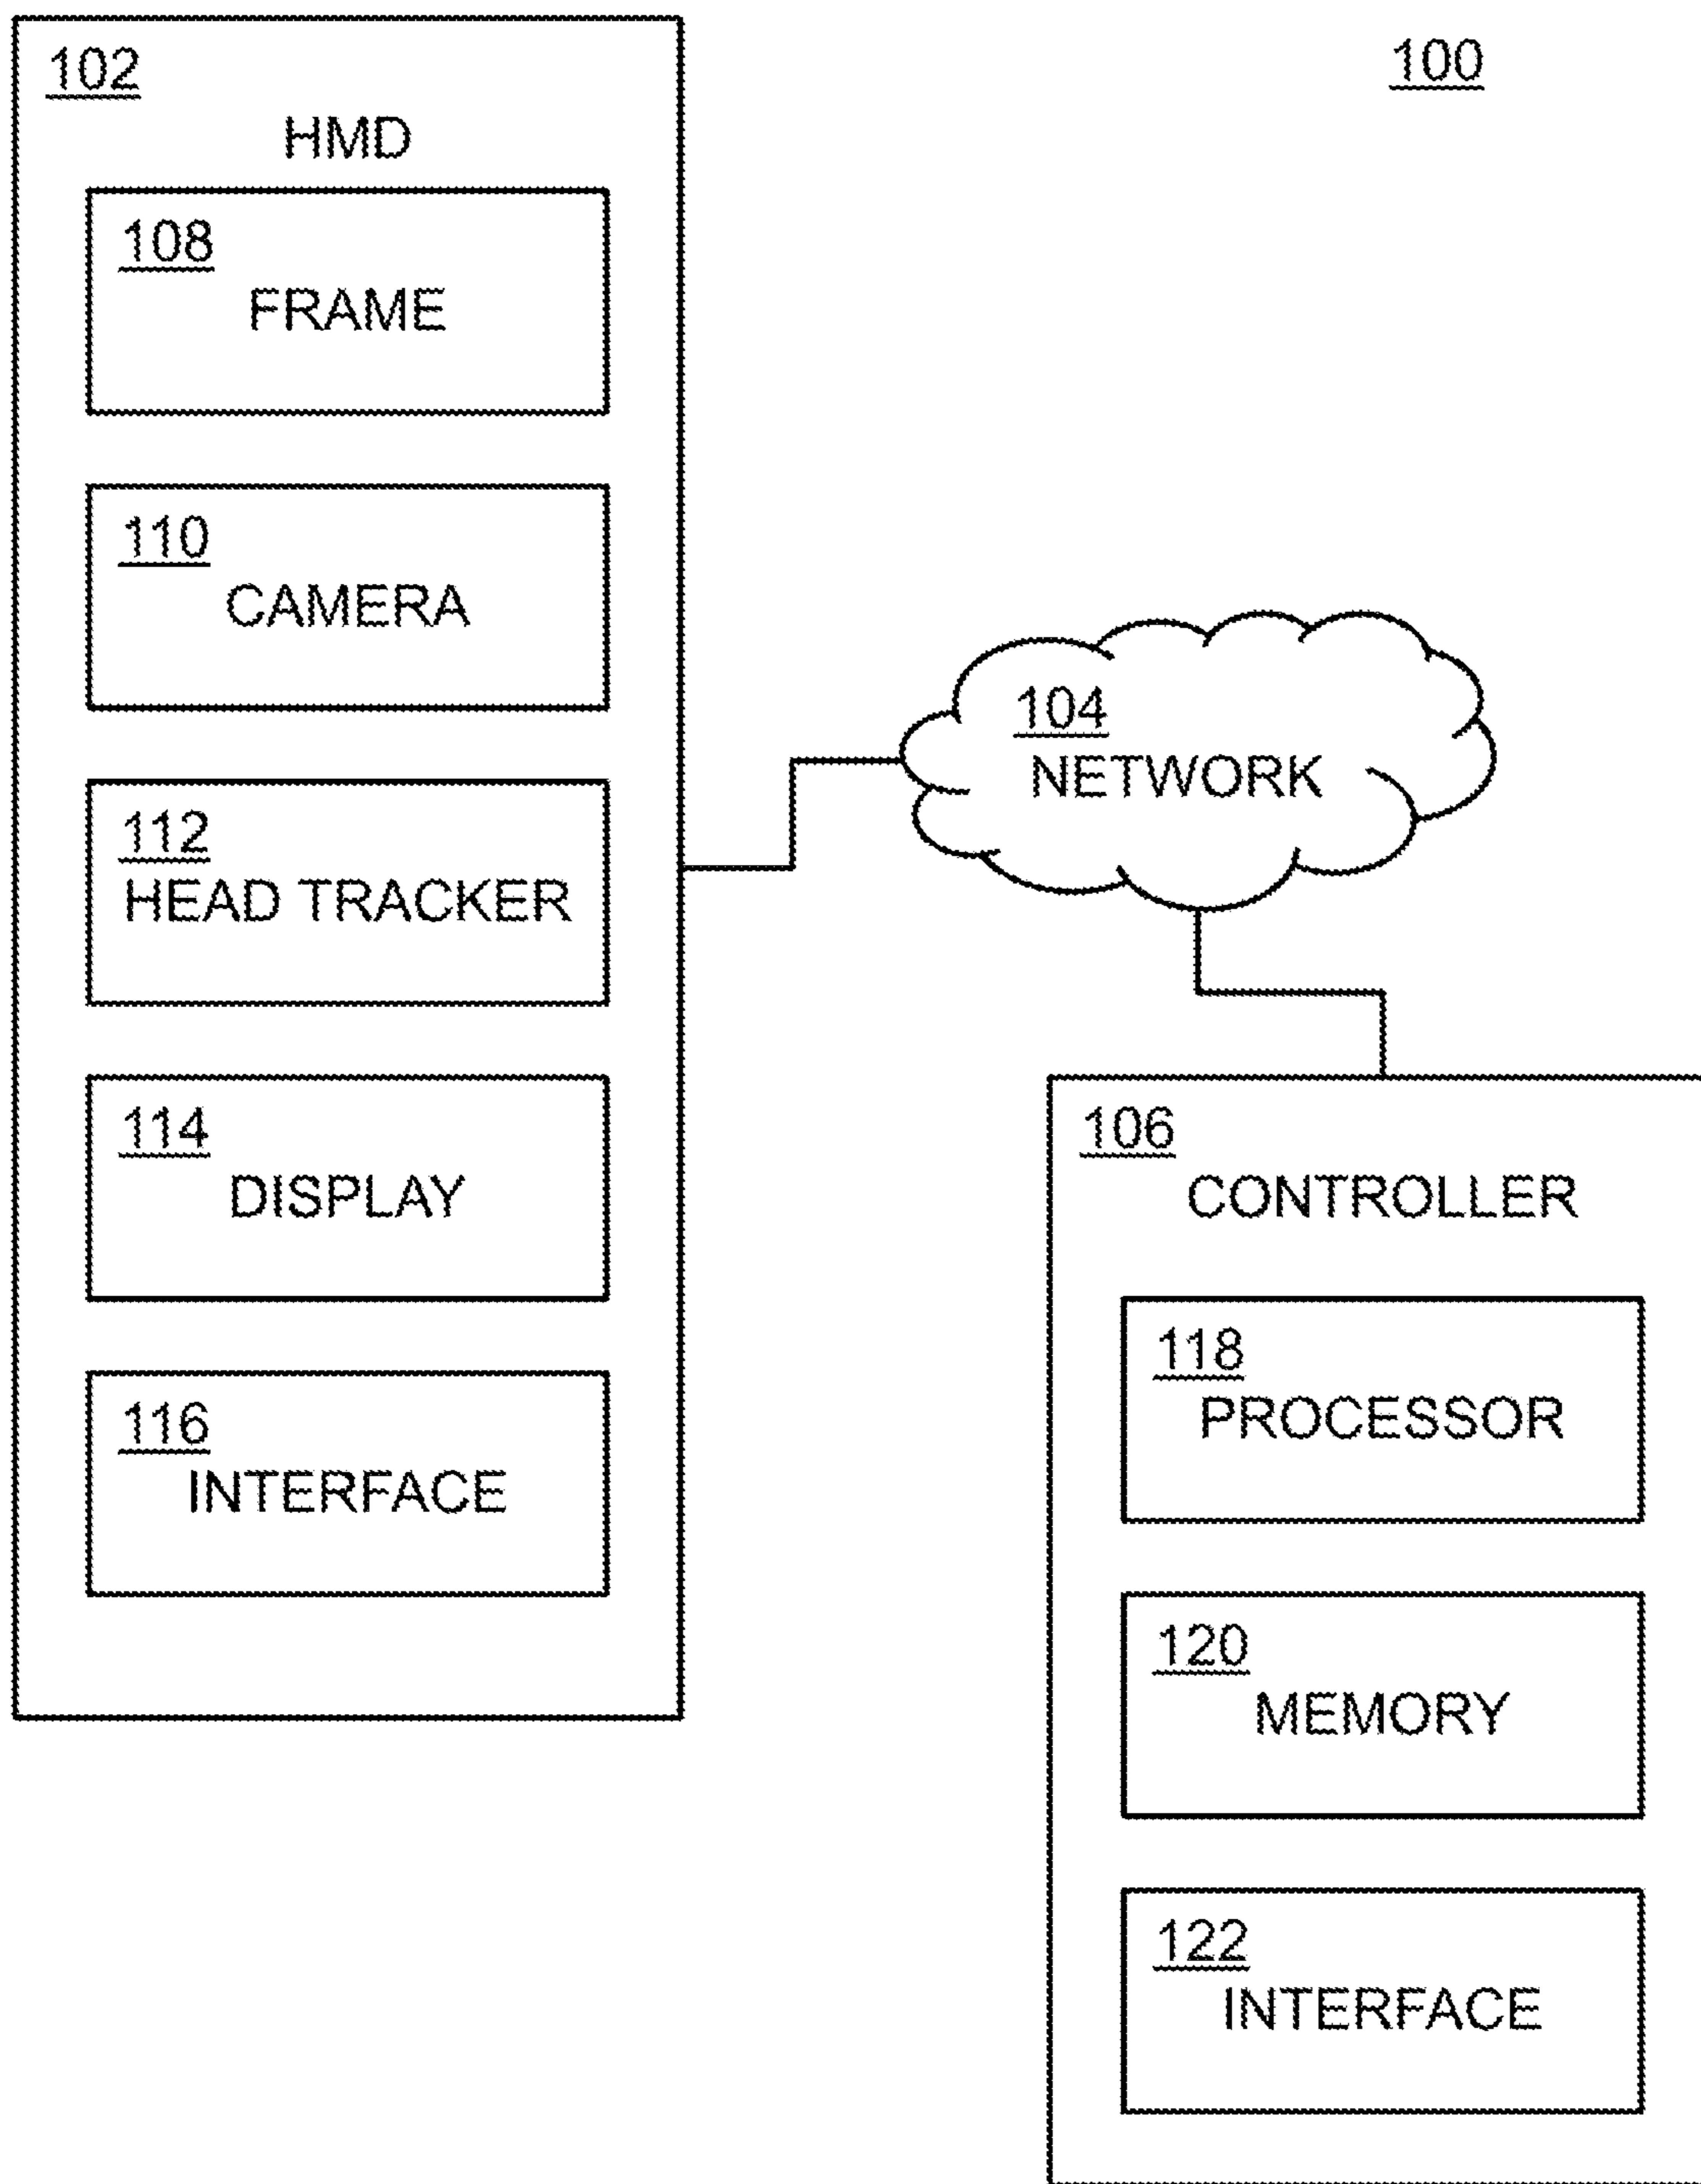 102
HMD
108
FRAME
110
CAMERA
112
HEAD TRACKER
114
DISPLAY
116
INTERFACE
100
104
NETWORK
106
CONTROLLER
118
PROCESSOR
120
MEMORY
122
INTERFACE